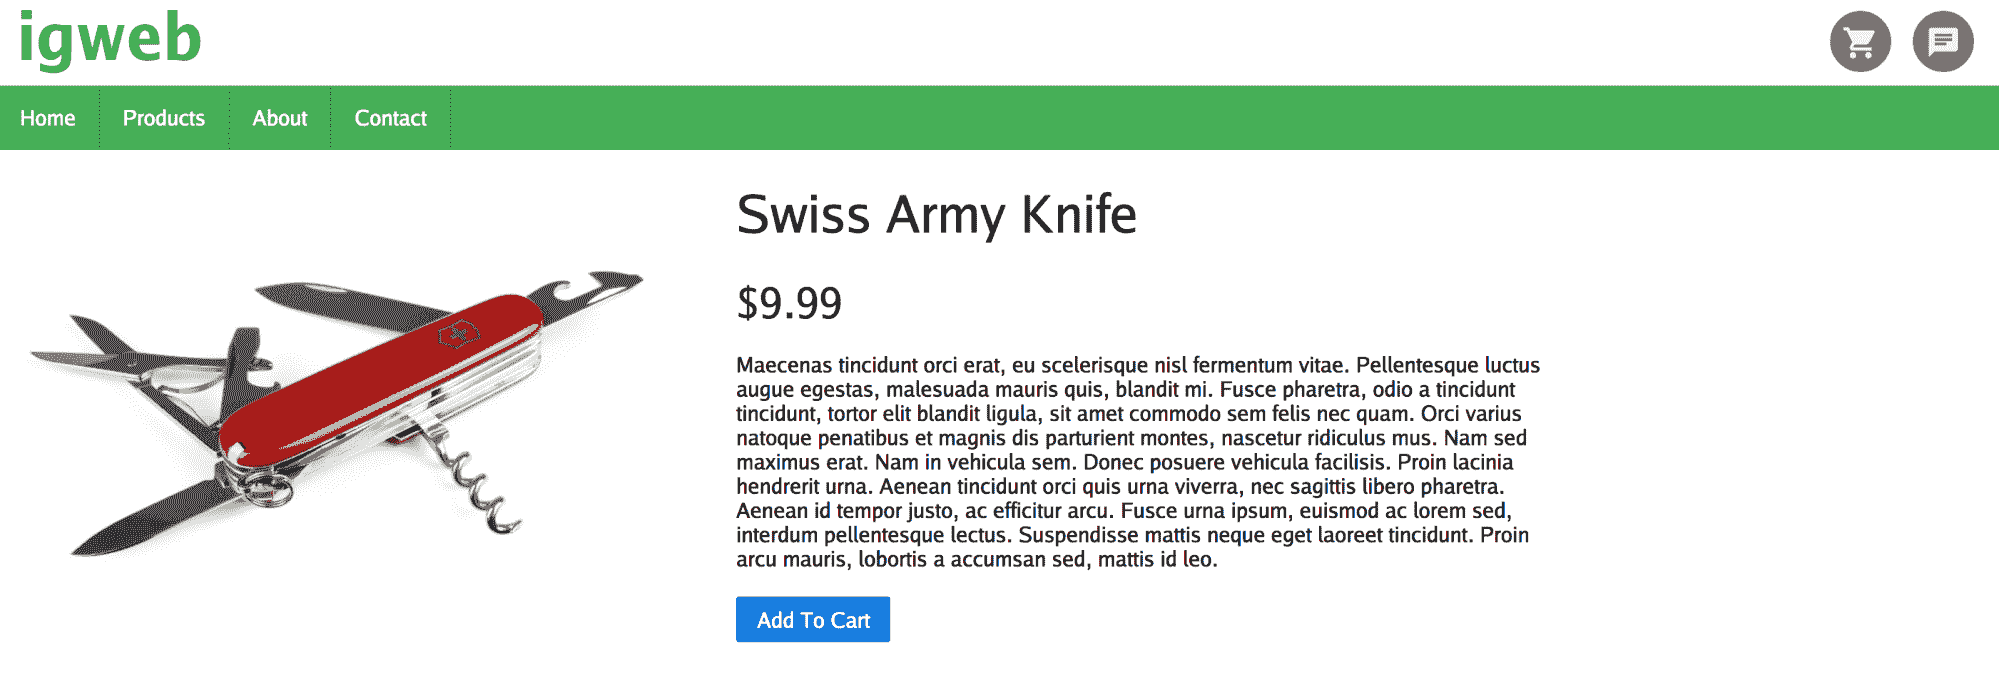 igweb
Home Products About Contact
Swiss Army Knife
$9.99
Maecenas tincidunt orci erat, eu scelerisque nisl fermentum vitae. Pellentesque luctus
augue egestas, malesuada mauris quis, blandit mi. Fusce pharetra, odio a tincidunt
tincidunt, tortor elit blandit ligula, sit amet commodo sem felis nec quam. Orci varius
natoque penatibus et magnis dis parturient montes, nascetur ridiculus mus. Nam sed
maximus erat. Nam in vehicula sem. Donec posuere vehicula facilisis. Proin lacinia
hendrerit urna. Aenean tincidunt orci quis urna viverra, nec sagittis libero pharetra.
Aenean id tempor justo, ac efficitur arcu. Fusce urna ipsum, euismod ac lorem sed,
interdum pellentesque lectus. Suspendisse mattis neque eget laoreet tincidunt. Proin
arcu mauris, lobortis a accumsan sed, mattis id leo.
Add To Cart